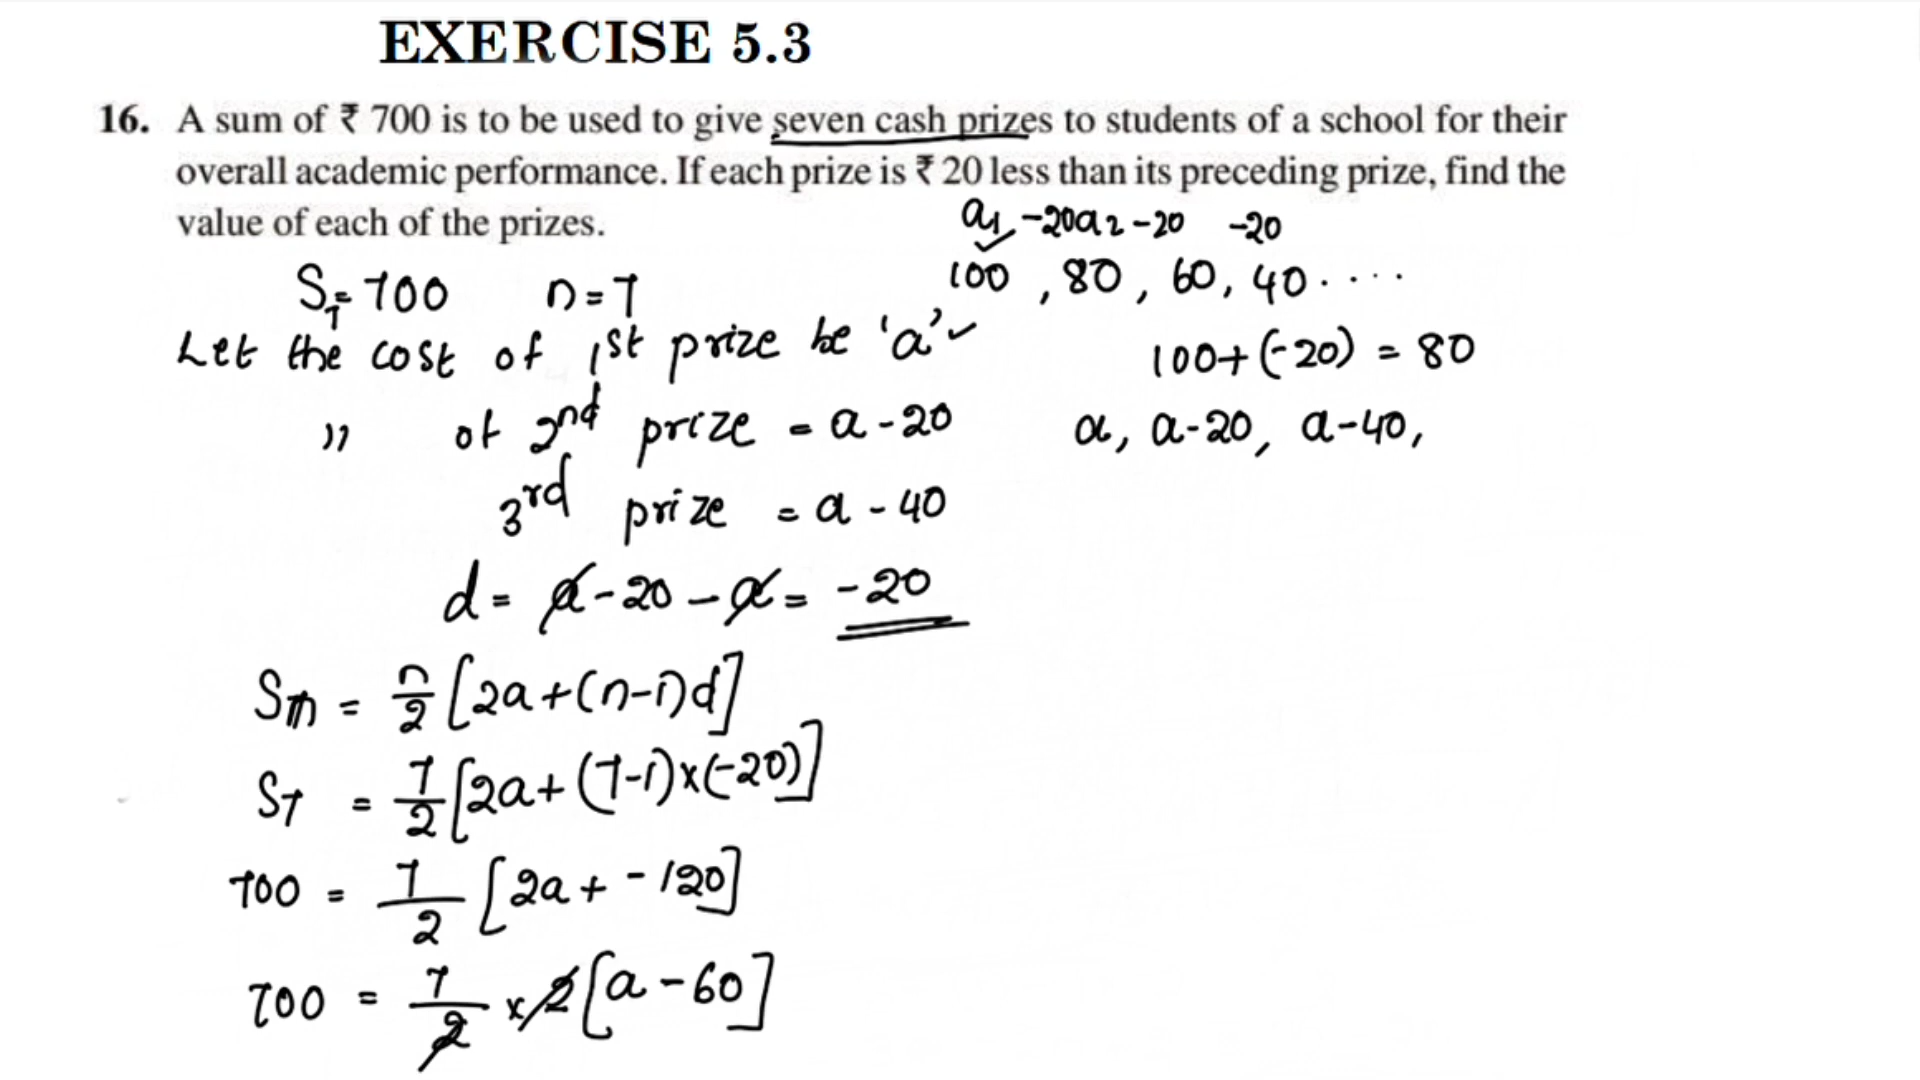 EXERCISE 5.3
16. A sum of ₹ 700 is to be used to give seven cash prizes to students of a school for their
overall academic performance. If each prize is ₹ 20 less than its preceding prize, find the
value of each of the prizes.
a₁ -20 a₂ -20 -20
100 , 80 , 60, 40 . . . .
S₇ = 700 n = 7
Let the cost of 1st prize be 'a'
100+(-20) = 80
" of 2nd prize = a - 20
a, a-20, a-40,
3rd prize = a - 40
d = a - 20 - a = -20
Sn = n/2 [2a+(n-1)d]
S7 = 7/2 [2a+(7-1)×(-20)]
700 = 7/2 [2a + -120]
700 = 7/2 × 2 [a - 60]